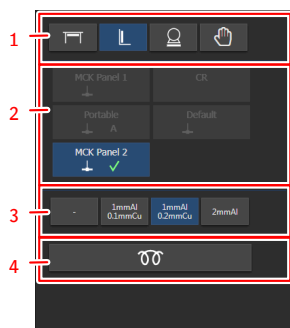 1
2
MCK Panel 1
CR
Portable
A
Default
MCK Panel 2
3
-
1mmAl
0.1mmCu
1mmAl
0.2mmCu
2mmAl
4